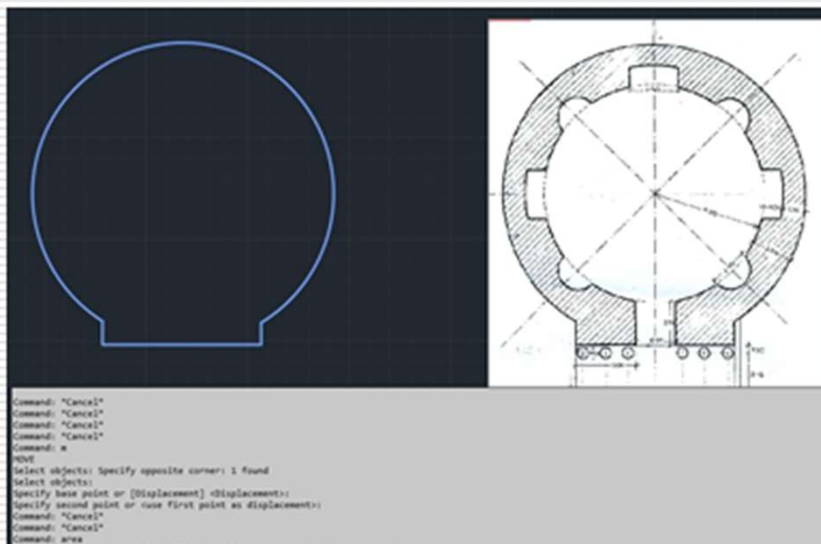 Command: *Cancel*
Command: *Cancel*
Command: *Cancel*
Command: *Cancel*
Command: m
MOVE
Select objects: Specify opposite corner: 1 found
Select objects:
Specify base point or [Displacement] <Displacement>:
Specify second point or <use first point as displacement>:
Command: *Cancel*
Command: *Cancel*
Command: area